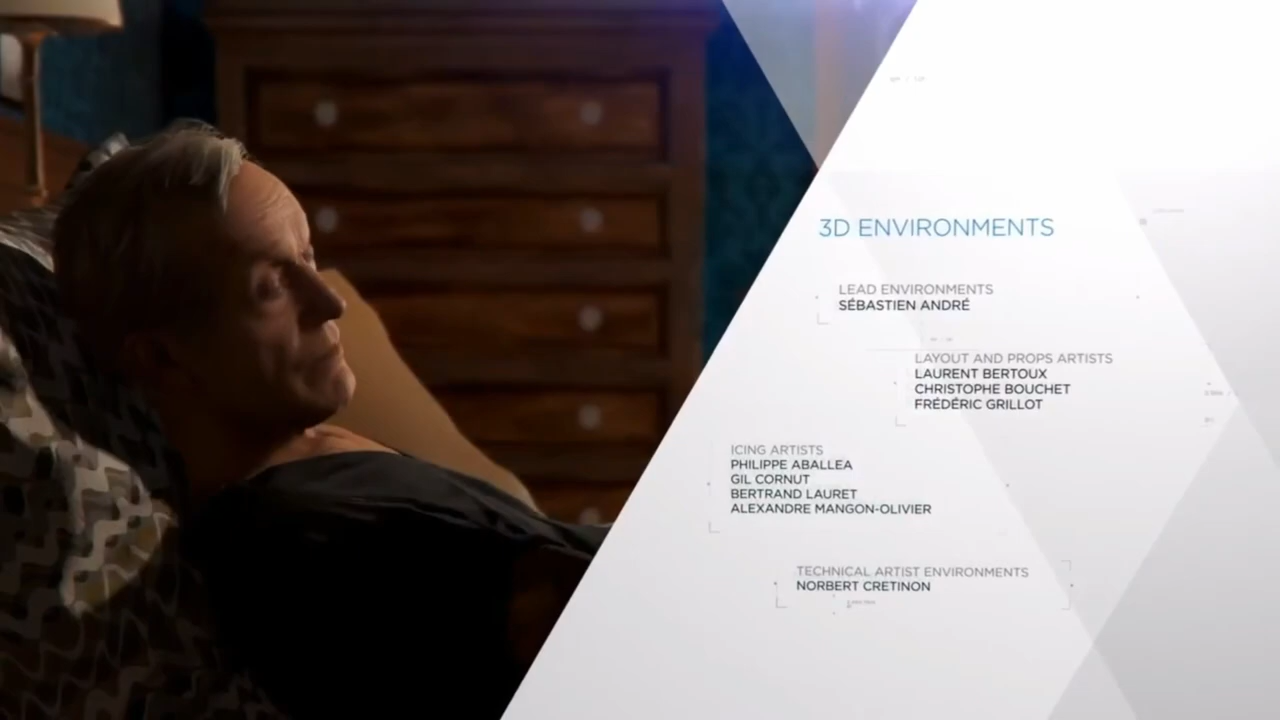 3D ENVIRONMENTS
LEAD ENVIRONMENTS
SÉBASTIEN ANDRÉ
LAYOUT AND PROPS ARTISTS
LAURENT BERTOUX
CHRISTOPHE BOUCHET
FRÉDÉRIC GRILLOT
ICING ARTISTS
PHILIPPE ABALLEA
GIL CORNUT
BERTRAND LAURET
ALEXANDRE MANGON-OLIVIER
TECHNICAL ARTIST ENVIRONMENTS
NORBERT CRETINON